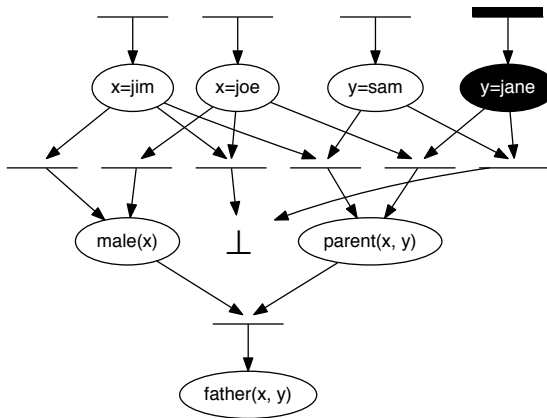 x=jim x=joe y=sam y=jane
male(x) ⊥ parent(x, y)
father(x, y)